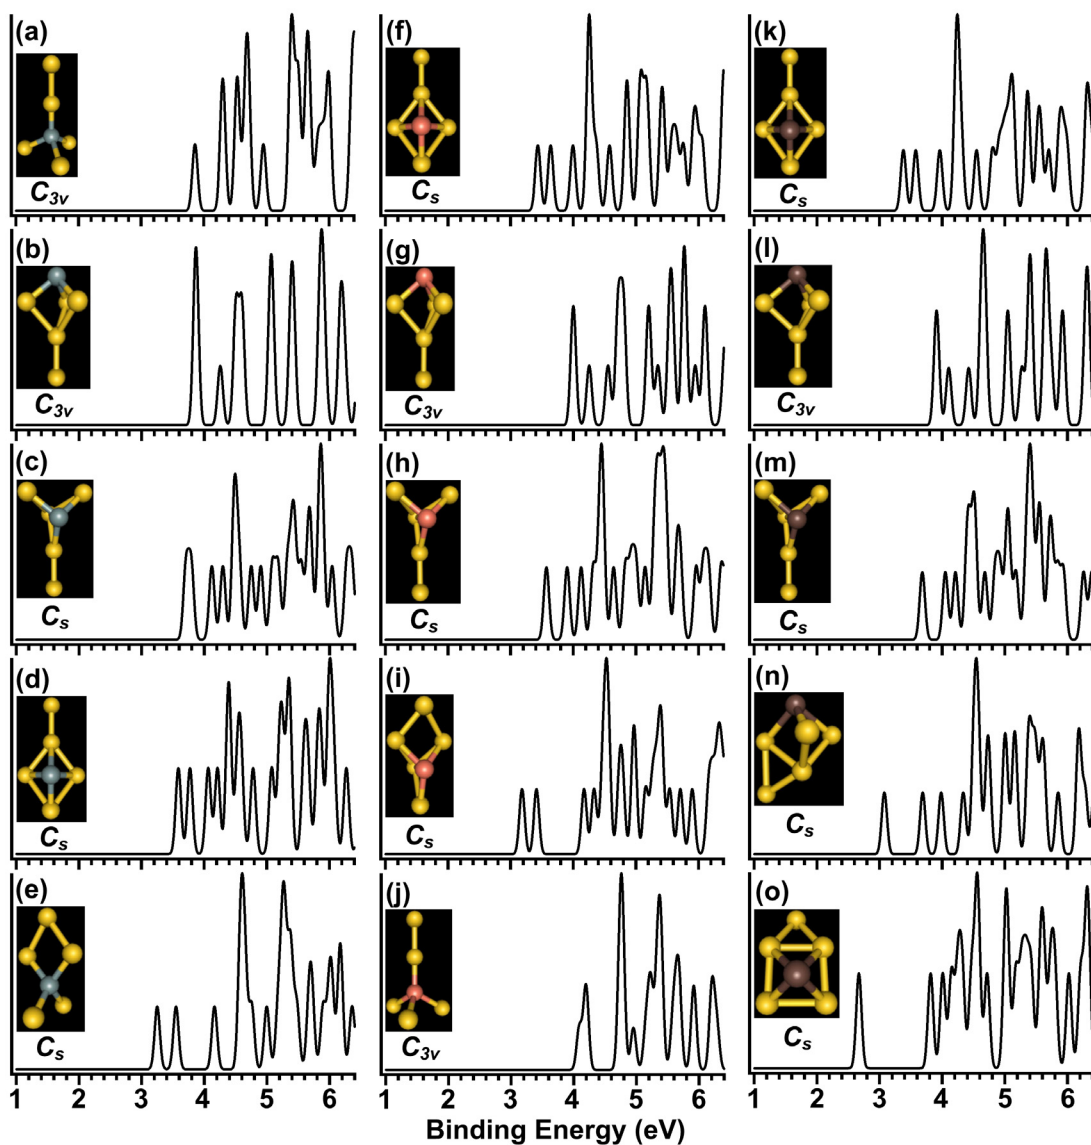 (a)
C3v
(f)
Cs
(k)
Cs
(b)
C3v
(g)
C3v
(l)
C3v
(c)
Cs
(h)
Cs
(m)
Cs
(d)
Cs
(i)
Cs
(n)
Cs
(e)
Cs
(j)
C3v
(o)
Cs
1 2 3 4 5 6 1 2 3 4 5 6 1 2 3 4 5 6
Binding Energy (eV)